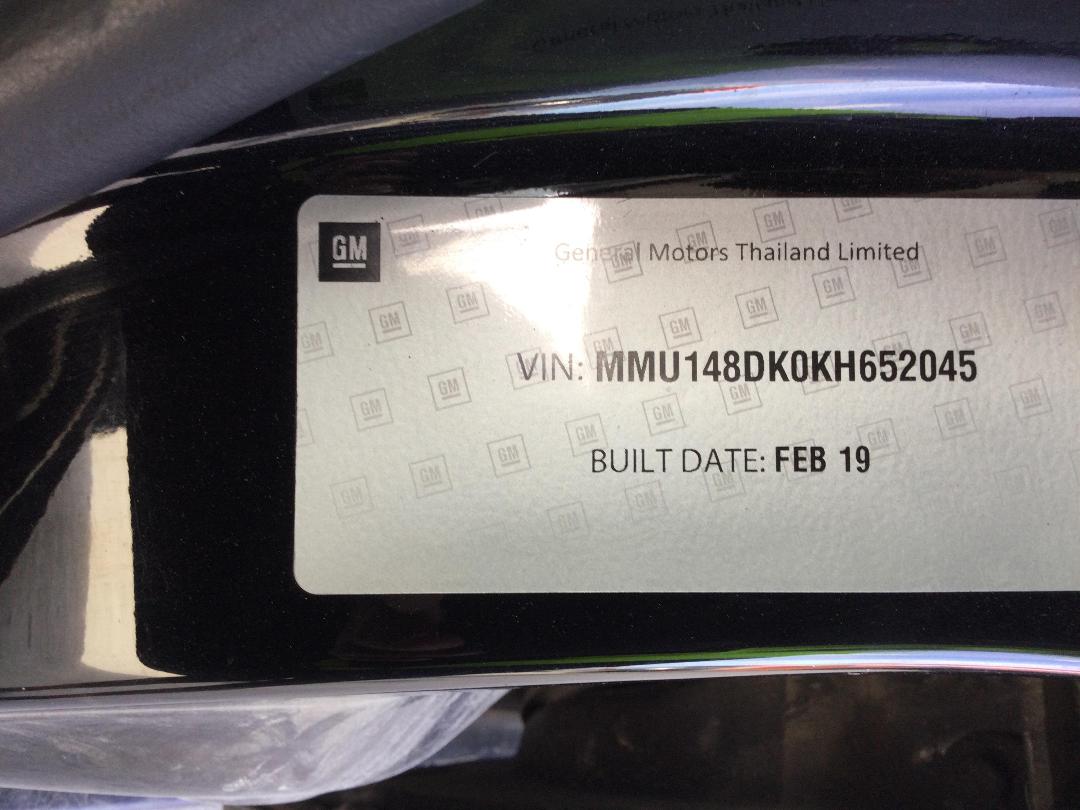 GM
General Motors Thailand Limited
VIN: MMU148DK0KH652045
BUILT DATE: FEB 19